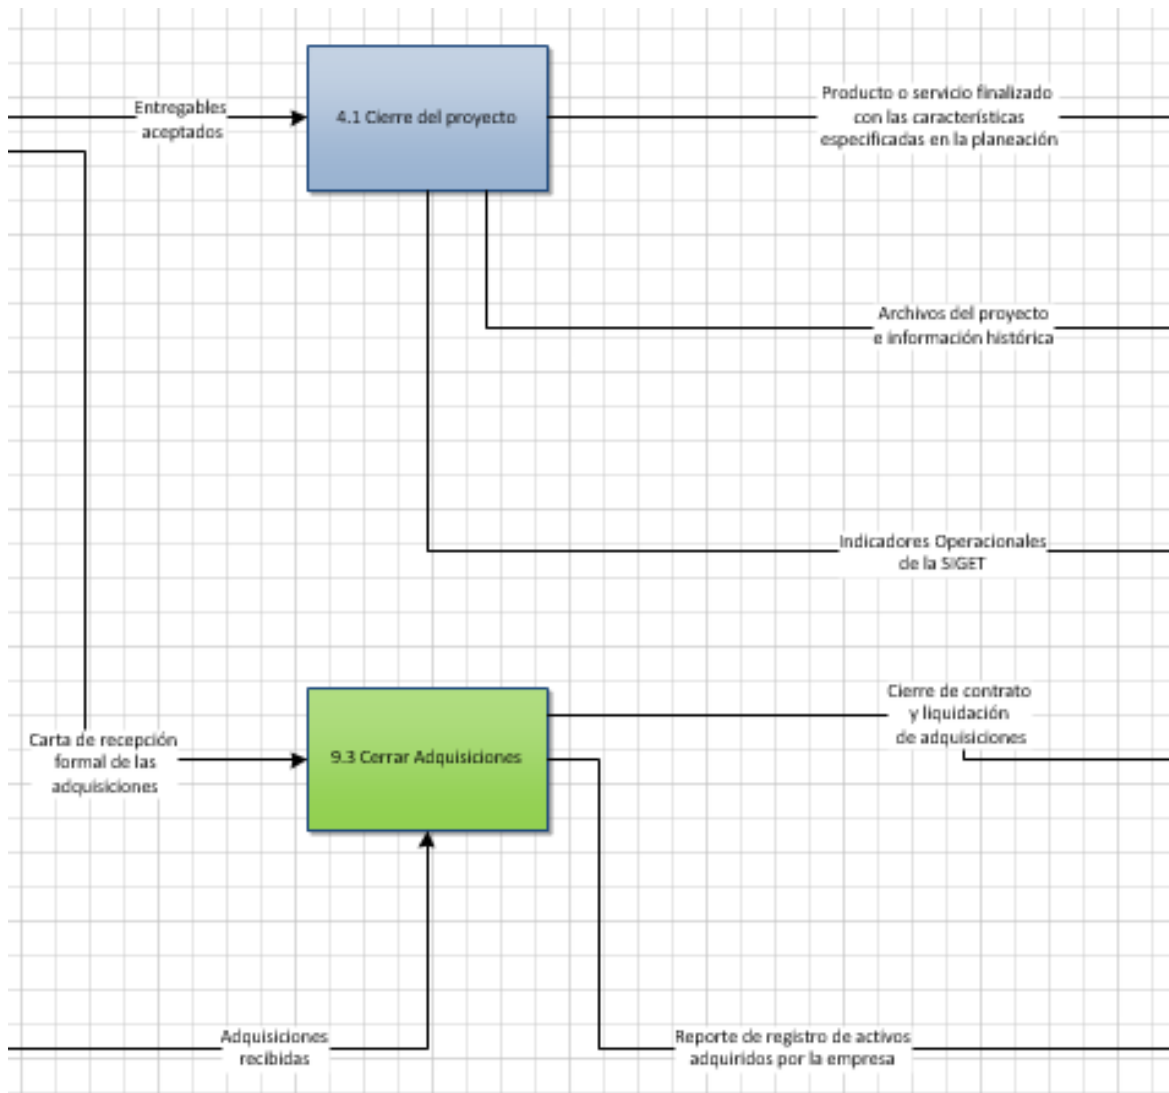 Entregables
aceptados
4.1 Cierre del proyecto
Producto o servicio finalizado
con las características
especificadas en la planeación
Archivos del proyecto
e información histórica
Indicadores Operacionales
de la SIGET
Carta de recepción
formal de las
adquisiciones
9.3 Cerrar Adquisiciones
Cierre de contrato
y liquidación
de adquisiciones
Adquisiciones
recibidas
Reporte de registro de activos
adquiridos por la empresa